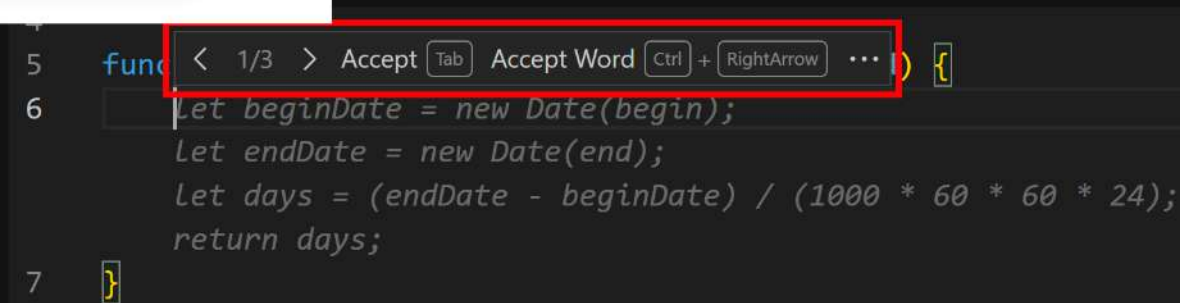 5 func < 1/3 > Accept Tab Accept Word Ctrl + RightArrow ··· ) {
6 let beginDate = new Date(begin);
let endDate = new Date(end);
let days = (endDate - beginDate) / (1000 * 60 * 60 * 24);
return days;
7 }